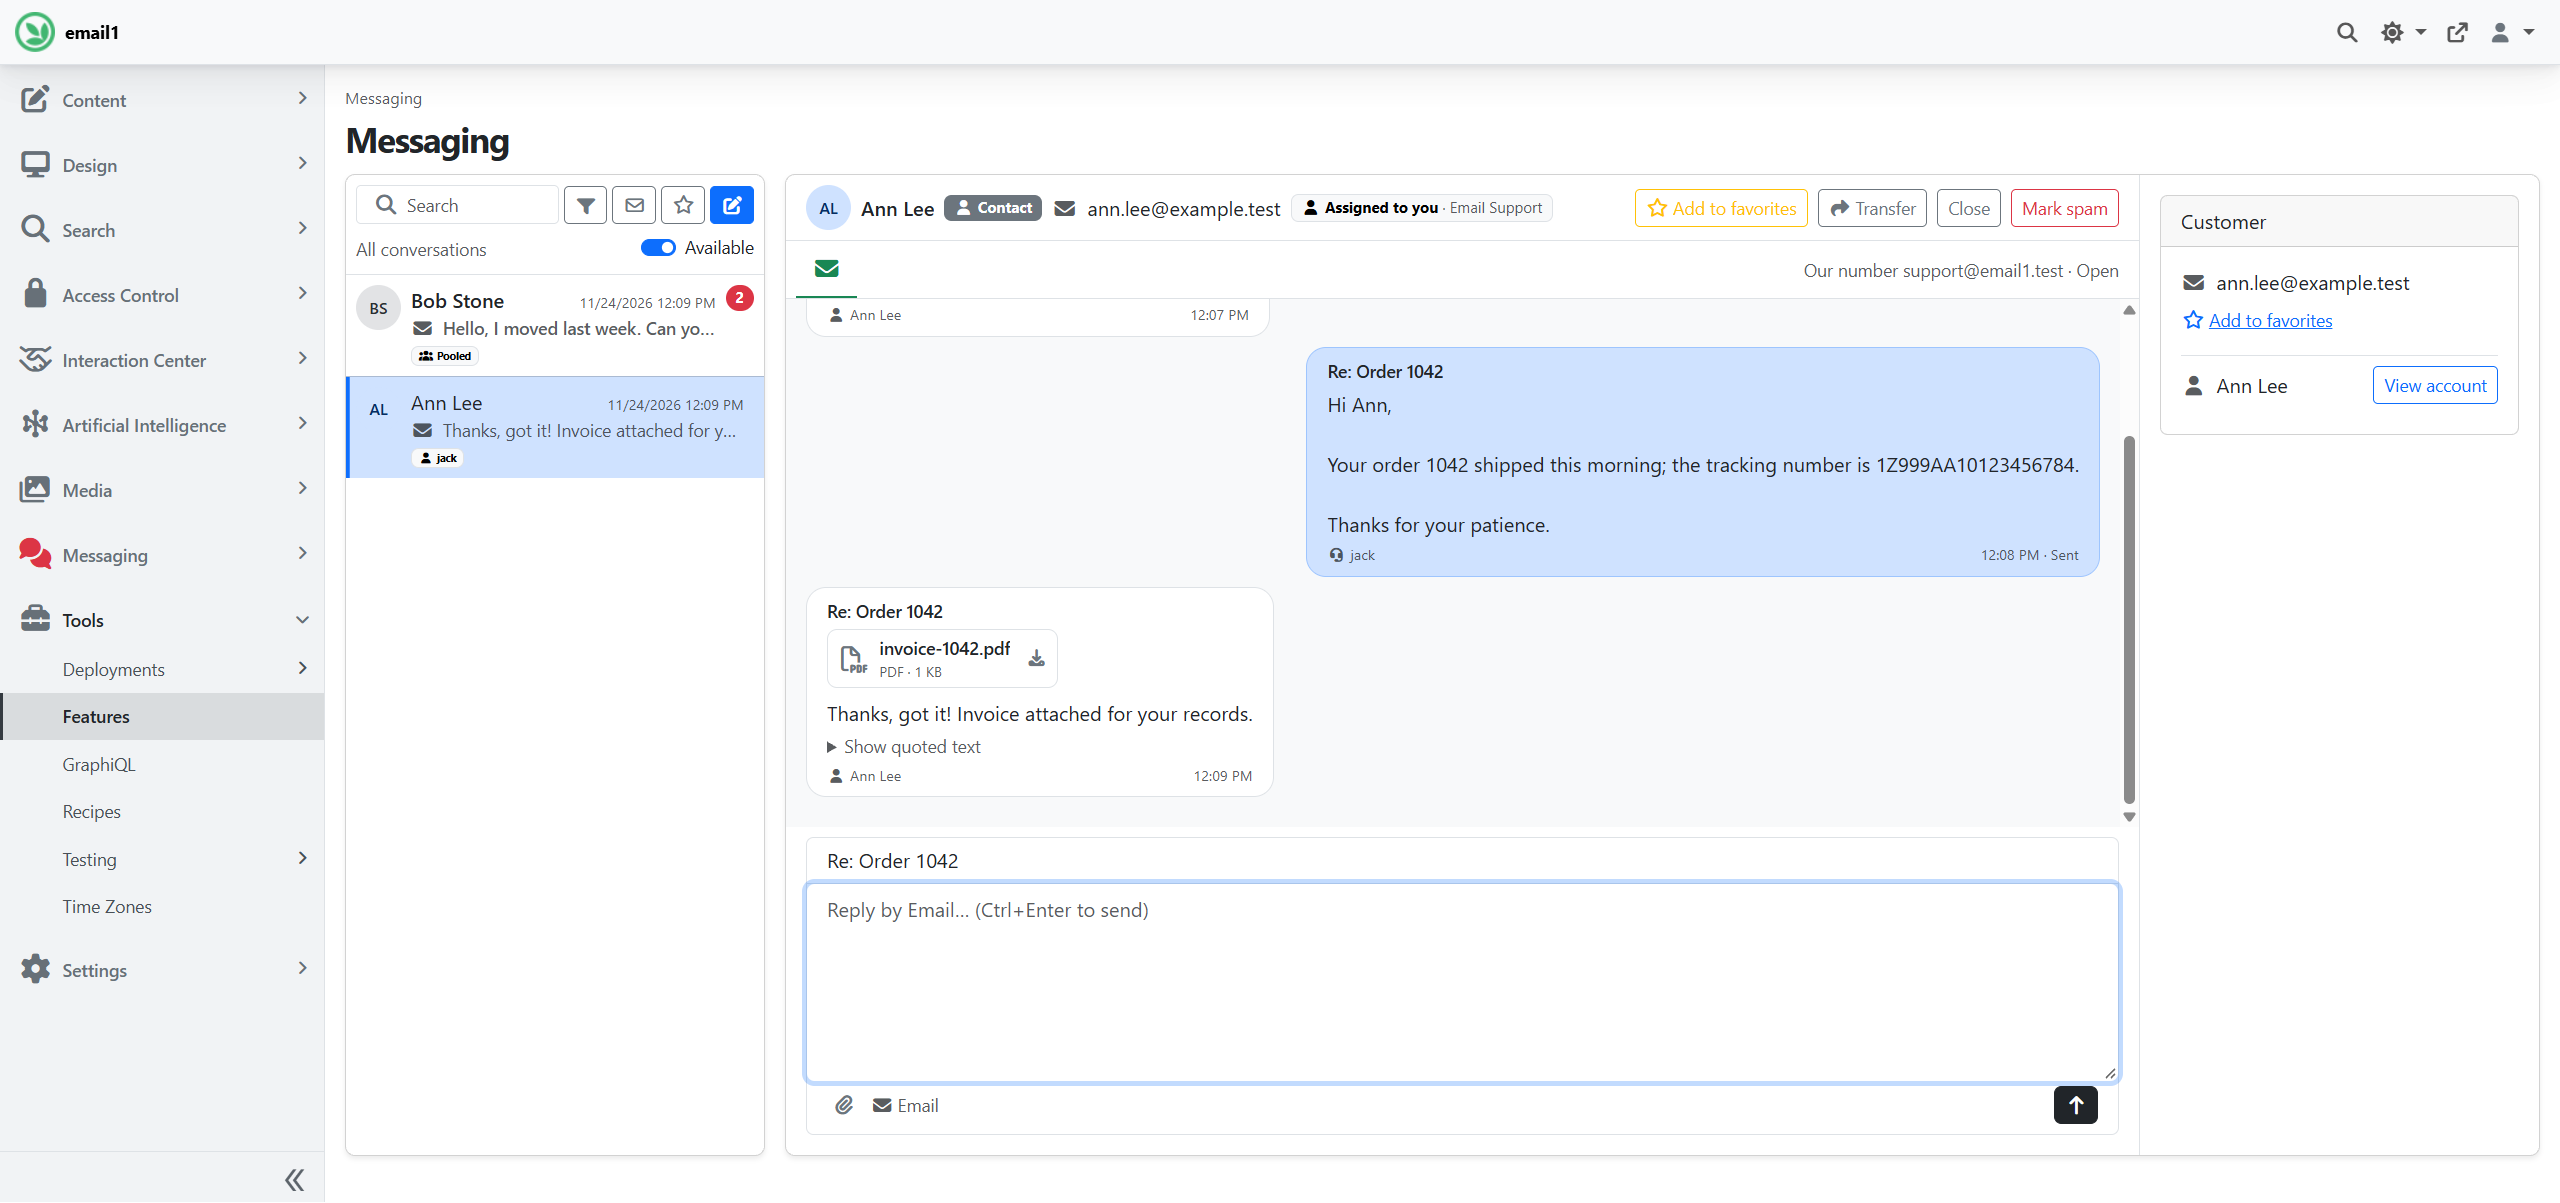 email1
Content
Design
Search
Access Control
Interaction Center
Artificial Intelligence
Media
Messaging
Tools
Deployments
Features
GraphiQL
Recipes
Testing
Time Zones
Settings
Messaging
Messaging
Search
All conversations
Available
BS
Bob Stone
11/24/2026 12:09 PM
2
Hello, I moved last week. Can yo...
Pooled
AL
Ann Lee
11/24/2026 12:09 PM
Thanks, got it! Invoice attached for y...
jack
AL Ann Lee Contact ann.lee@example.test Assigned to you · Email Support
Add to favorites Transfer Close Mark spam
Our number support@email1.test · Open
Ann Lee 12:07 PM
Re: Order 1042
Hi Ann,
Your order 1042 shipped this morning; the tracking number is 1Z999AA10123456784.
Thanks for your patience.
jack 12:08 PM · Sent
Re: Order 1042
invoice-1042.pdf
PDF
PDF · 1 KB
Thanks, got it! Invoice attached for your records.
Show quoted text
Ann Lee 12:09 PM
Re: Order 1042
Reply by Email... (Ctrl+Enter to send)
Email
Customer
ann.lee@example.test
Add to favorites
Ann Lee
View account